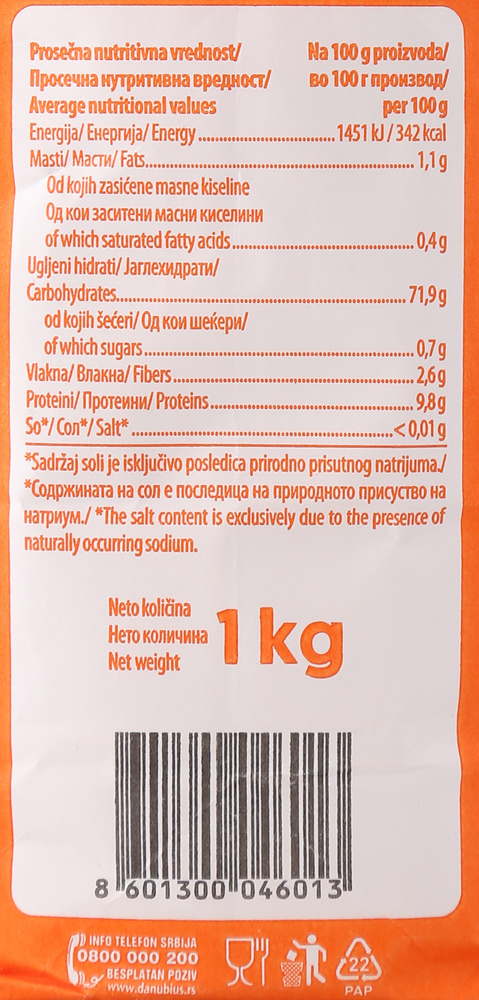 Prosečna nutritivna vrednost/ Na 100 g proizvoda/
Просечна нутритивна вредност/ во 100 г производ/
Average nutritional values per 100 g
Energija/ Енергија/ Energy .................... 1451 kJ / 342 kcal
Masti/ Масти/ Fats.................... 1,1 g
Od kojih zasićene masne kiseline
Од кои заситени масни киселини
of which saturated fatty acids .................... 0,4 g
Ugljeni hidrati/ Јаглехидрати/
Carbohydrates.................... 71,9 g
od kojih šećeri/ Од кои шеќери/
of which sugars .................... 0,7 g
Vlakna/ Влакна/ Fibers .................... 2,6 g
Proteini/ Протеини/ Proteins .................... 9,8 g
So*/ Сол*/ Salt* .................... < 0,01 g
*Sadržaj soli je isključivo posledica prirodno prisutnog natrijuma./
*Содржината на сол е последица на природното присуство на
натриум./ *The salt content is exclusively due to the presence of
naturally occurring sodium.
Neto količina
Нето количина
Net weight
1 kg
8 601300 046013
INFO TELEFON SRBIJA
0800 000 200
BESPLATAN POZIV
www.danubius.rs
22
PAP